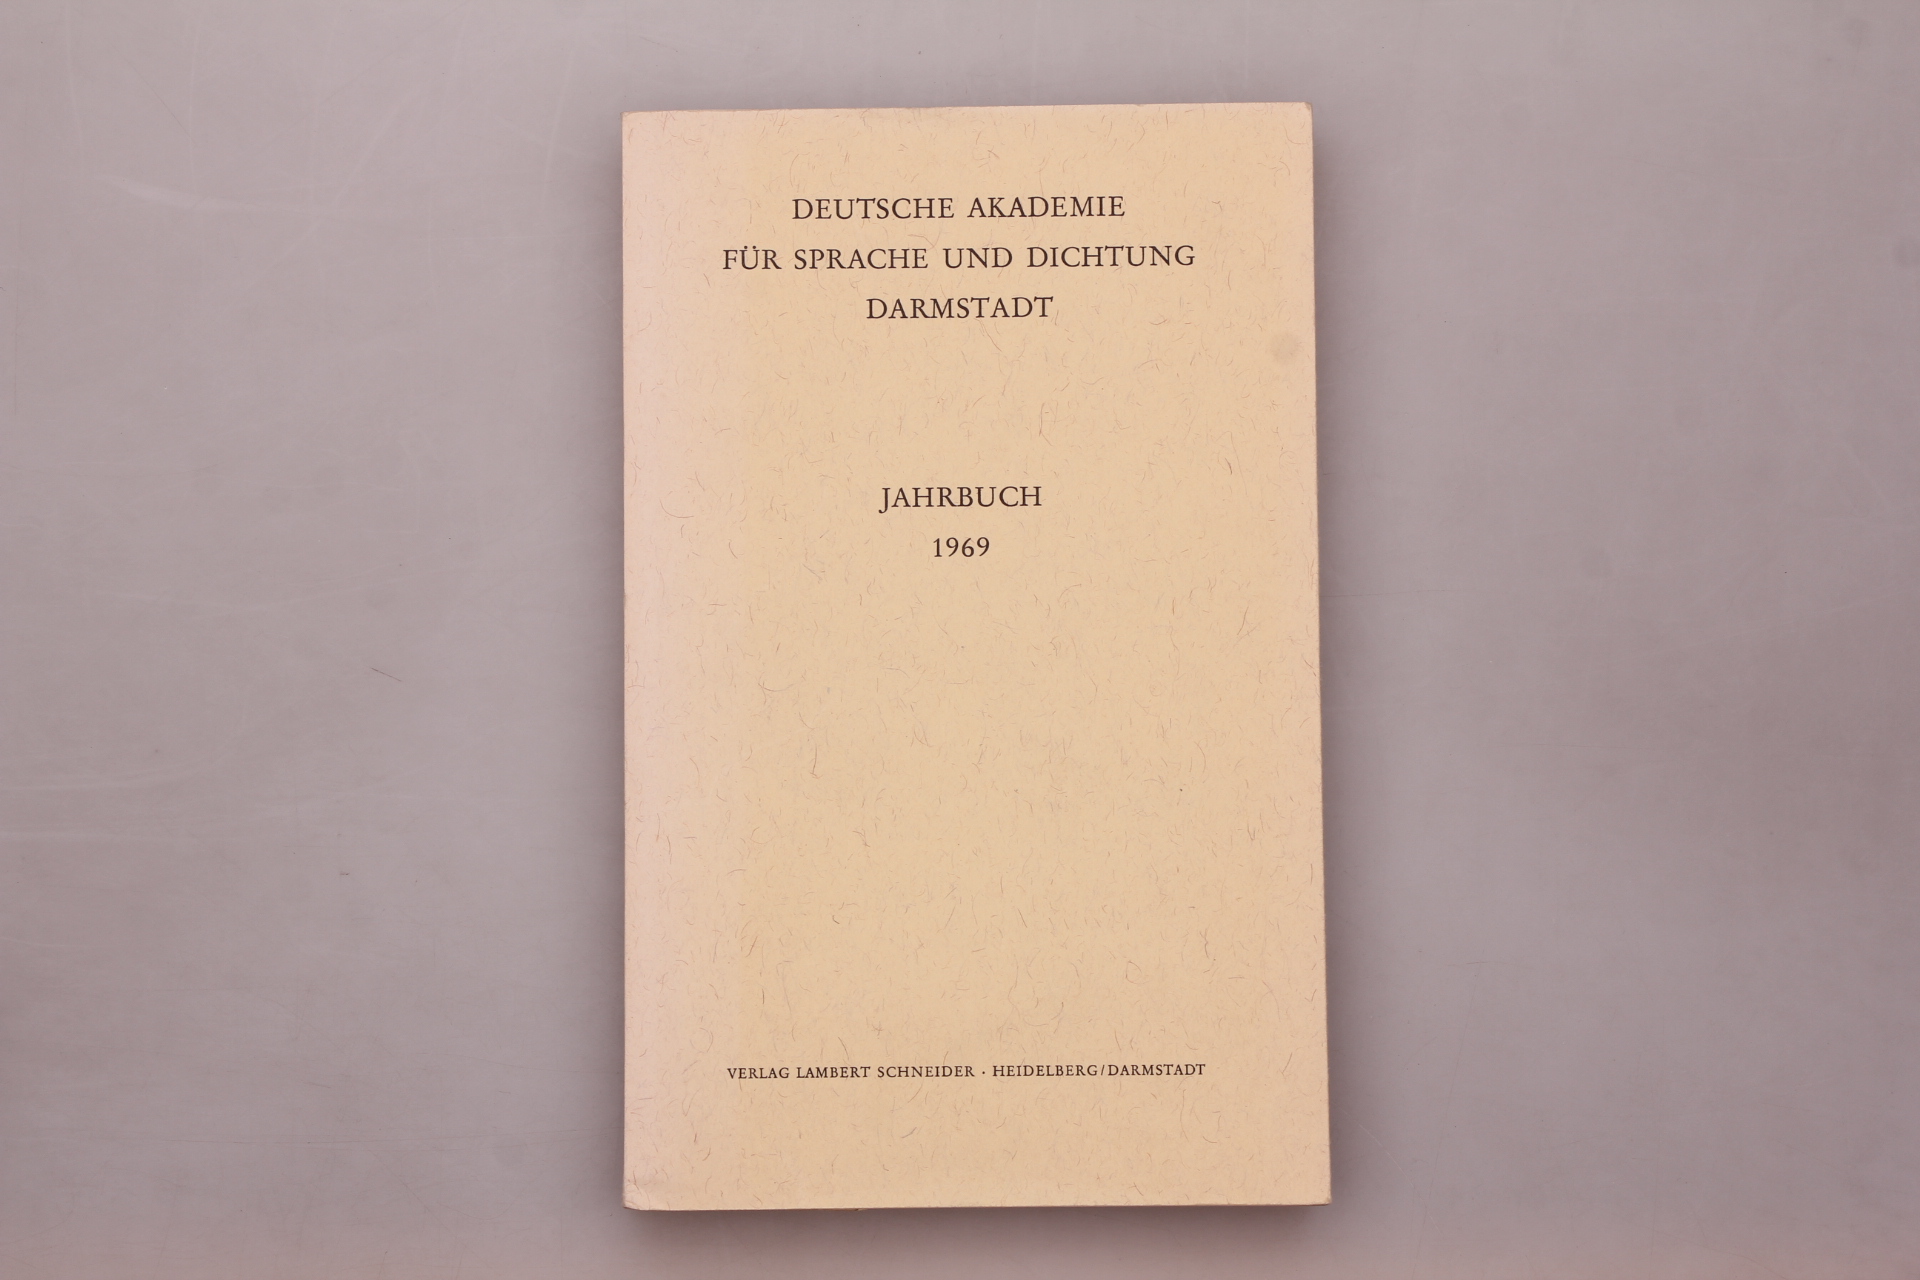 DEUTSCHE AKADEMIE
FÜR SPRACHE UND DICHTUNG
DARMSTADT
JAHRBUCH
1969
VERLAG LAMBERT SCHNEIDER · HEIDELBERG/DARMSTADT